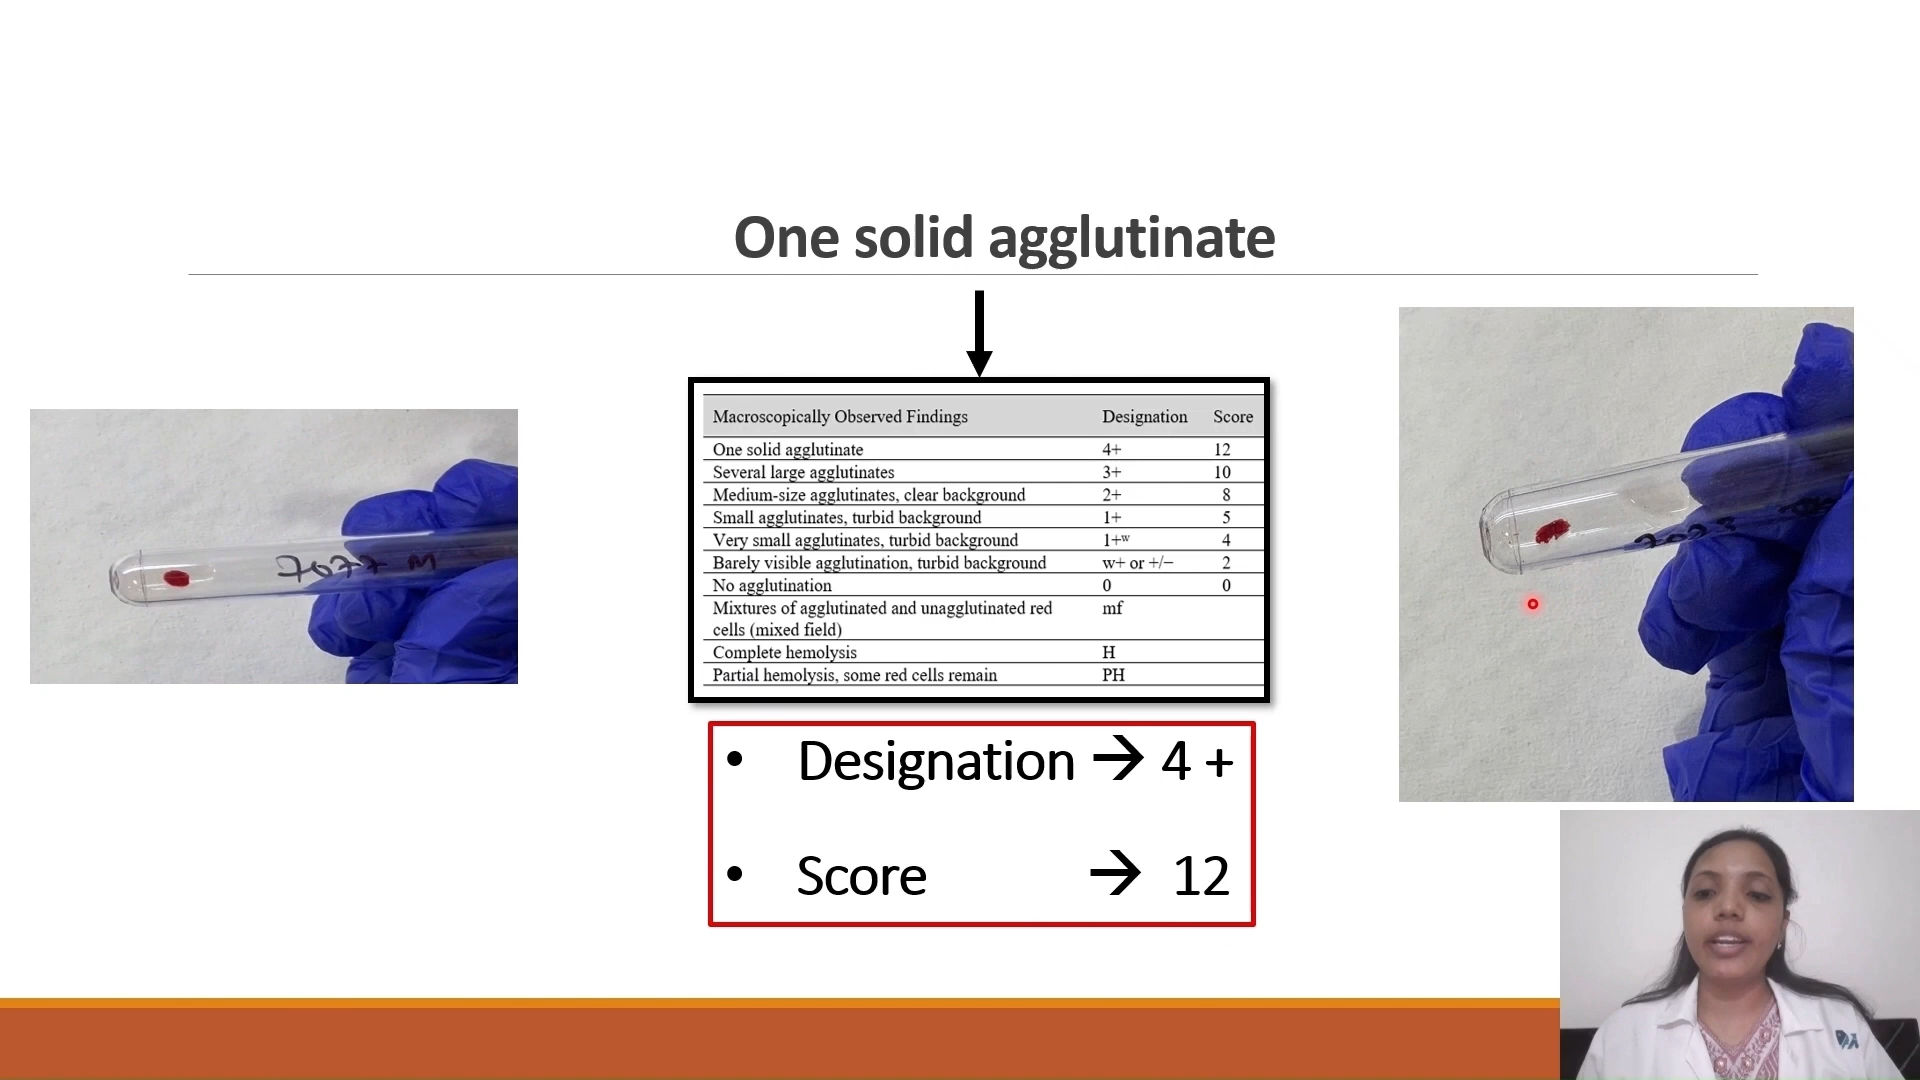 One solid agglutinate
Macroscopically Observed Findings Designation Score
One solid agglutinate 4+ 12
Several large agglutinates 3+ 10
Medium-size agglutinates, clear background 2+ 8
Small agglutinates, turbid background 1+ 5
Very small agglutinates, turbid background 1+ʷ 4
Barely visible agglutination, turbid background w+ or +/− 2
No agglutination 0 0
Mixtures of agglutinated and unagglutinated red mf
cells (mixed field)
Complete hemolysis H
Partial hemolysis, some red cells remain PH
7077 M
• Designation → 4 +
• Score → 12